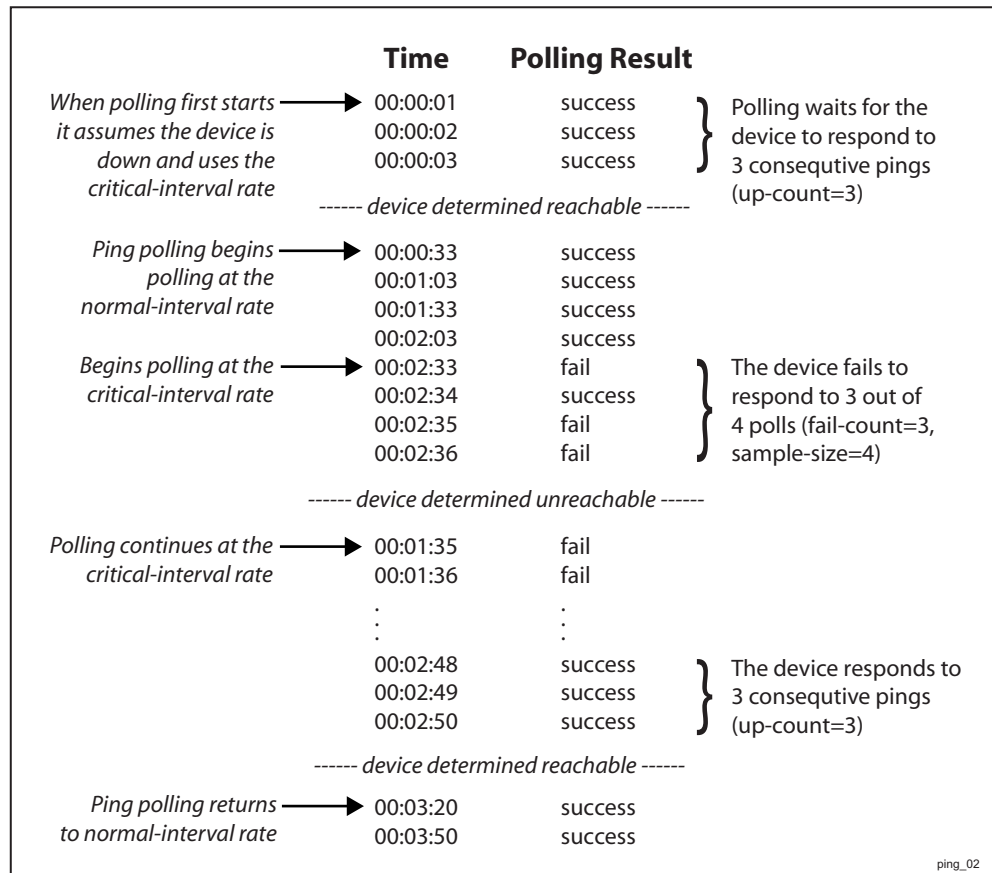 Time Polling Result
When polling first starts 00:00:01 success Polling waits for the
it assumes the device is 00:00:02 success device to respond to
down and uses the 00:00:03 success 3 consequtive pings
critical-interval rate (up-count=3)
------ device determined reachable ------
Ping polling begins 00:00:33 success
polling at the 00:01:03 success
normal-interval rate 00:01:33 success
00:02:03 success
Begins polling at the 00:02:33 fail The device fails to
critical-interval rate 00:02:34 success respond to 3 out of
00:02:35 fail 4 polls (fail-count=3,
00:02:36 fail sample-size=4)
------ device determined unreachable ------
Polling continues at the 00:01:35 fail
critical-interval rate 00:01:36 fail
. .
. .
. .
00:02:48 success The device responds to
00:02:49 success 3 consequtive pings
00:02:50 success (up-count=3)
------ device determined reachable ------
Ping polling returns 00:03:20 success
to normal-interval rate 00:03:50 success
ping_02